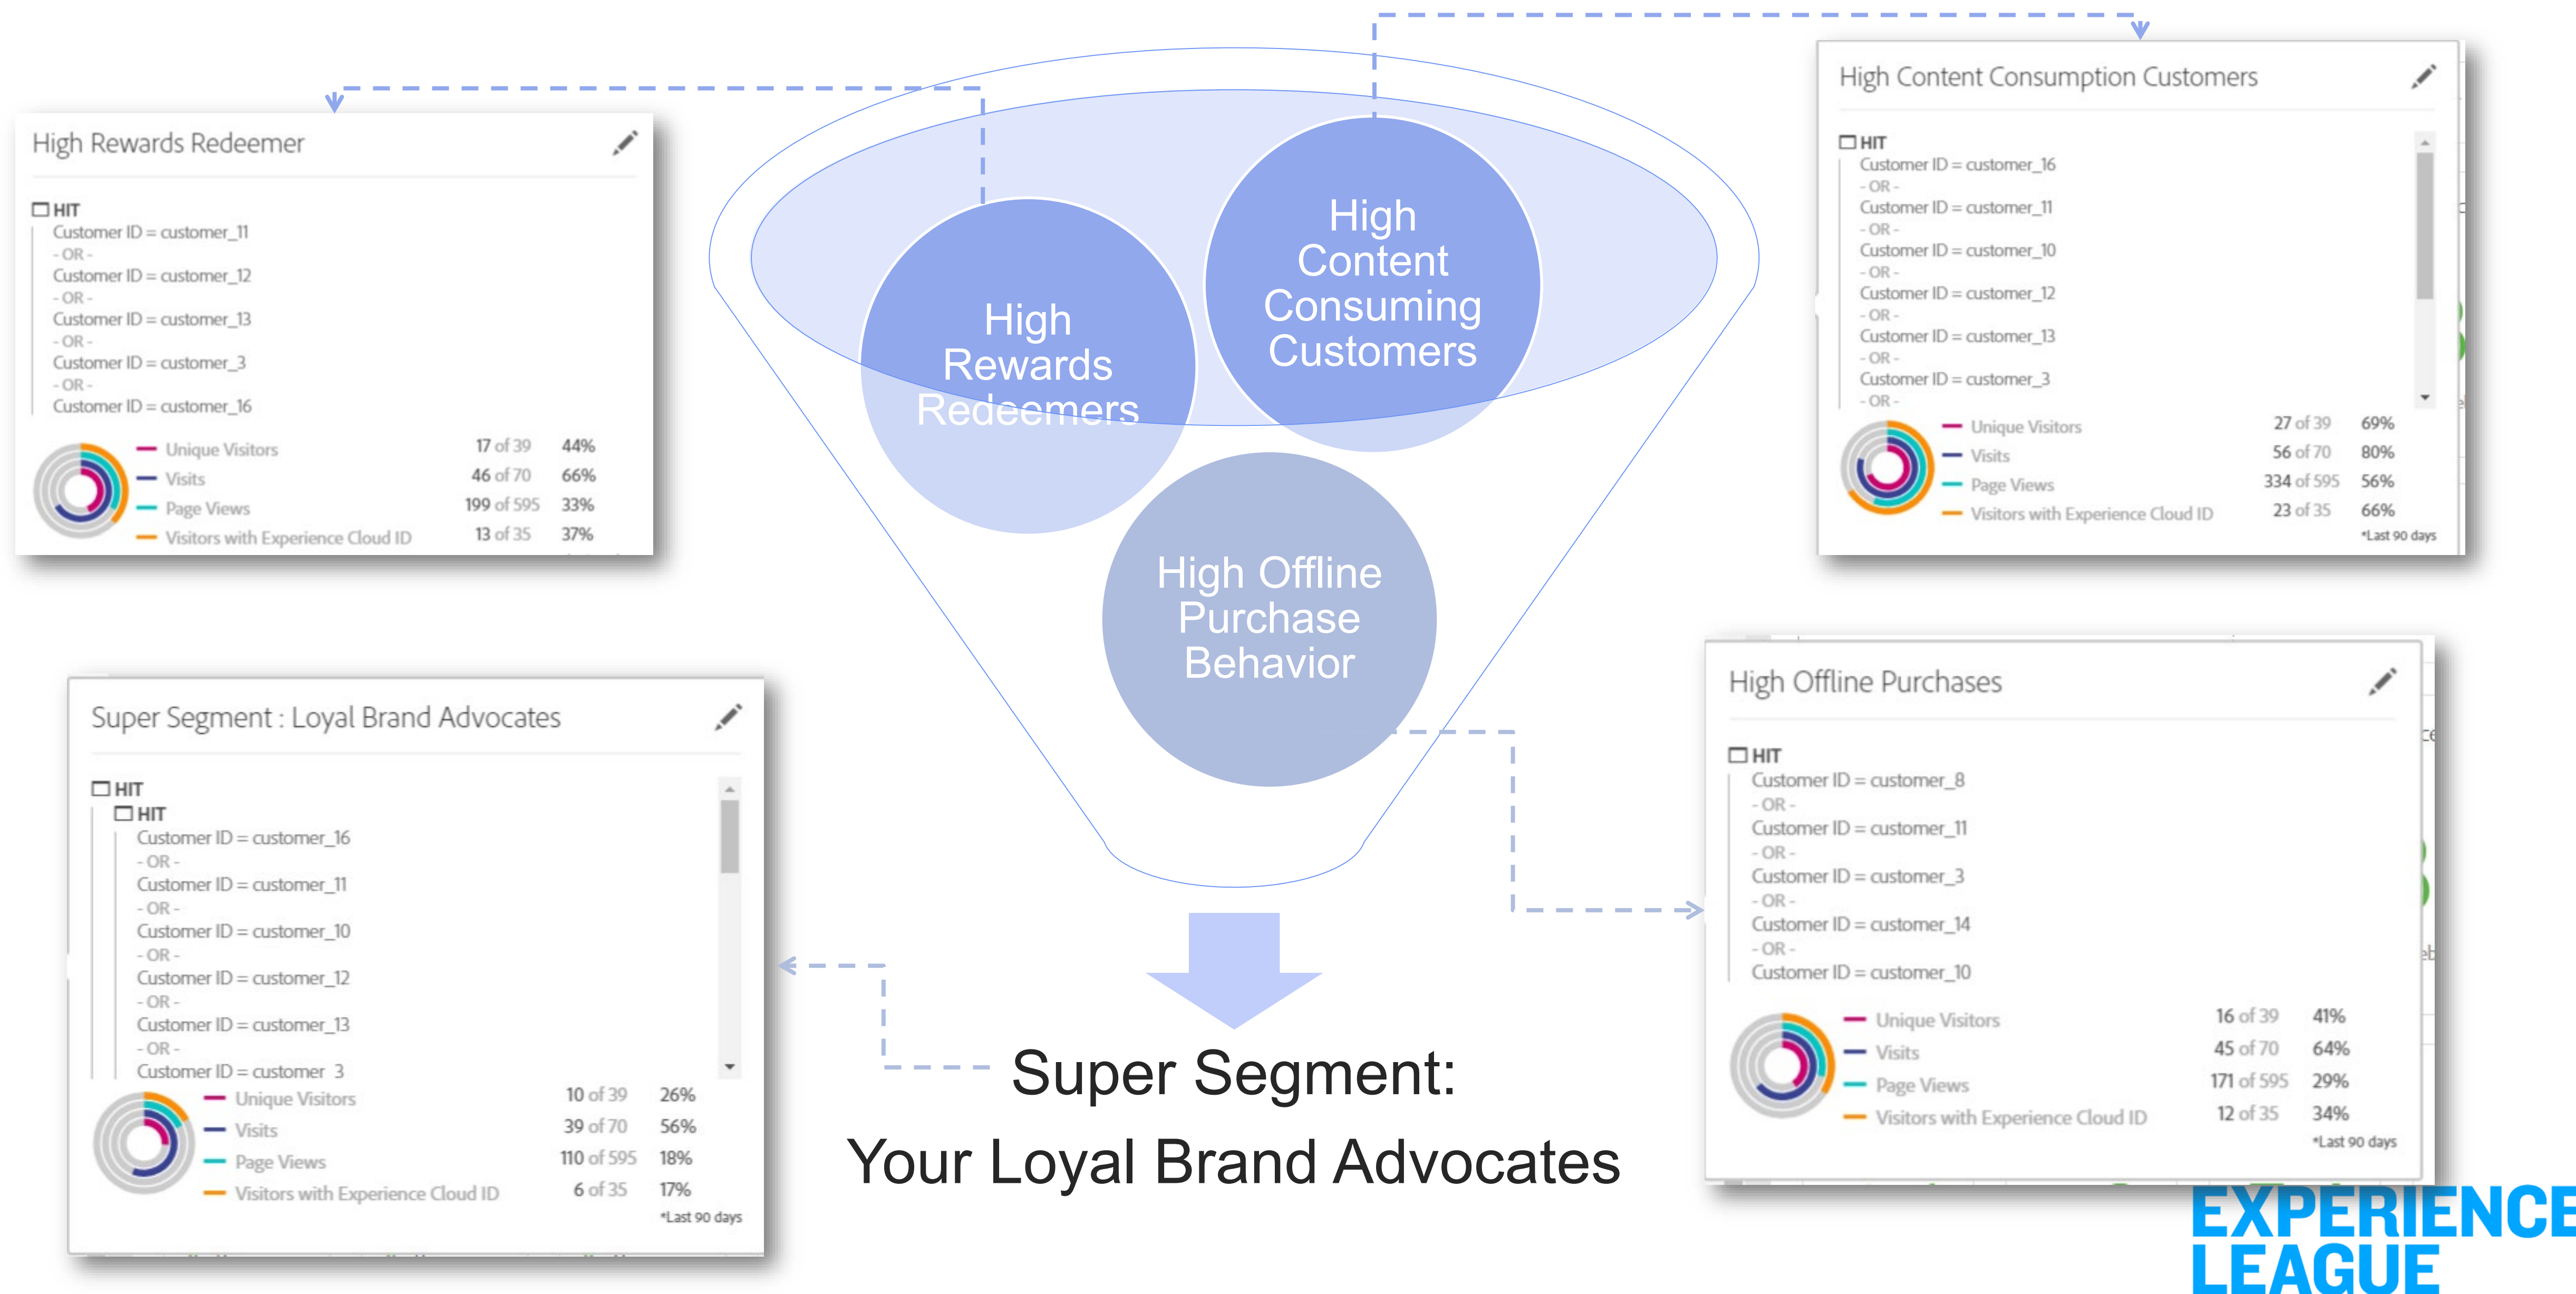 High Rewards Redeemer
HIT
Customer ID = customer_11
- OR -
Customer ID = customer_12
- OR -
Customer ID = customer_13
- OR -
Customer ID = customer_3
- OR -
Customer ID = customer_16
Unique Visitors 17 of 39 44%
Visits 46 of 70 66%
Page Views 199 of 595 33%
Visitors with Experience Cloud ID 13 of 35 37%
High
Rewards
Redeemers
High
Content
Consuming
Customers
High Offline
Purchase
Behavior
High Content Consumption Customers
HIT
Customer ID = customer_16
- OR -
Customer ID = customer_11
- OR -
Customer ID = customer_10
- OR -
Customer ID = customer_12
- OR -
Customer ID = customer_13
- OR -
Customer ID = customer_3
- OR -
Unique Visitors 27 of 39 69%
Visits 56 of 70 80%
Page Views 334 of 595 56%
Visitors with Experience Cloud ID 23 of 35 66%
*Last 90 days
Super Segment : Loyal Brand Advocates
HIT
HIT
Customer ID = customer_16
- OR -
Customer ID = customer_11
- OR -
Customer ID = customer_10
- OR -
Customer ID = customer_12
- OR -
Customer ID = customer_13
- OR -
Customer ID = customer_3
Unique Visitors 10 of 39 26%
Visits 39 of 70 56%
Page Views 110 of 595 18%
Visitors with Experience Cloud ID 6 of 35 17%
*Last 90 days
Super Segment:
Your Loyal Brand Advocates
High Offline Purchases
HIT
Customer ID = customer_8
- OR -
Customer ID = customer_11
- OR -
Customer ID = customer_3
- OR -
Customer ID = customer_14
- OR -
Customer ID = customer_10
Unique Visitors 16 of 39 41%
Visits 45 of 70 64%
Page Views 171 of 595 29%
Visitors with Experience Cloud ID 12 of 35 34%
*Last 90 days
EXPERIENCE
LEAGUE